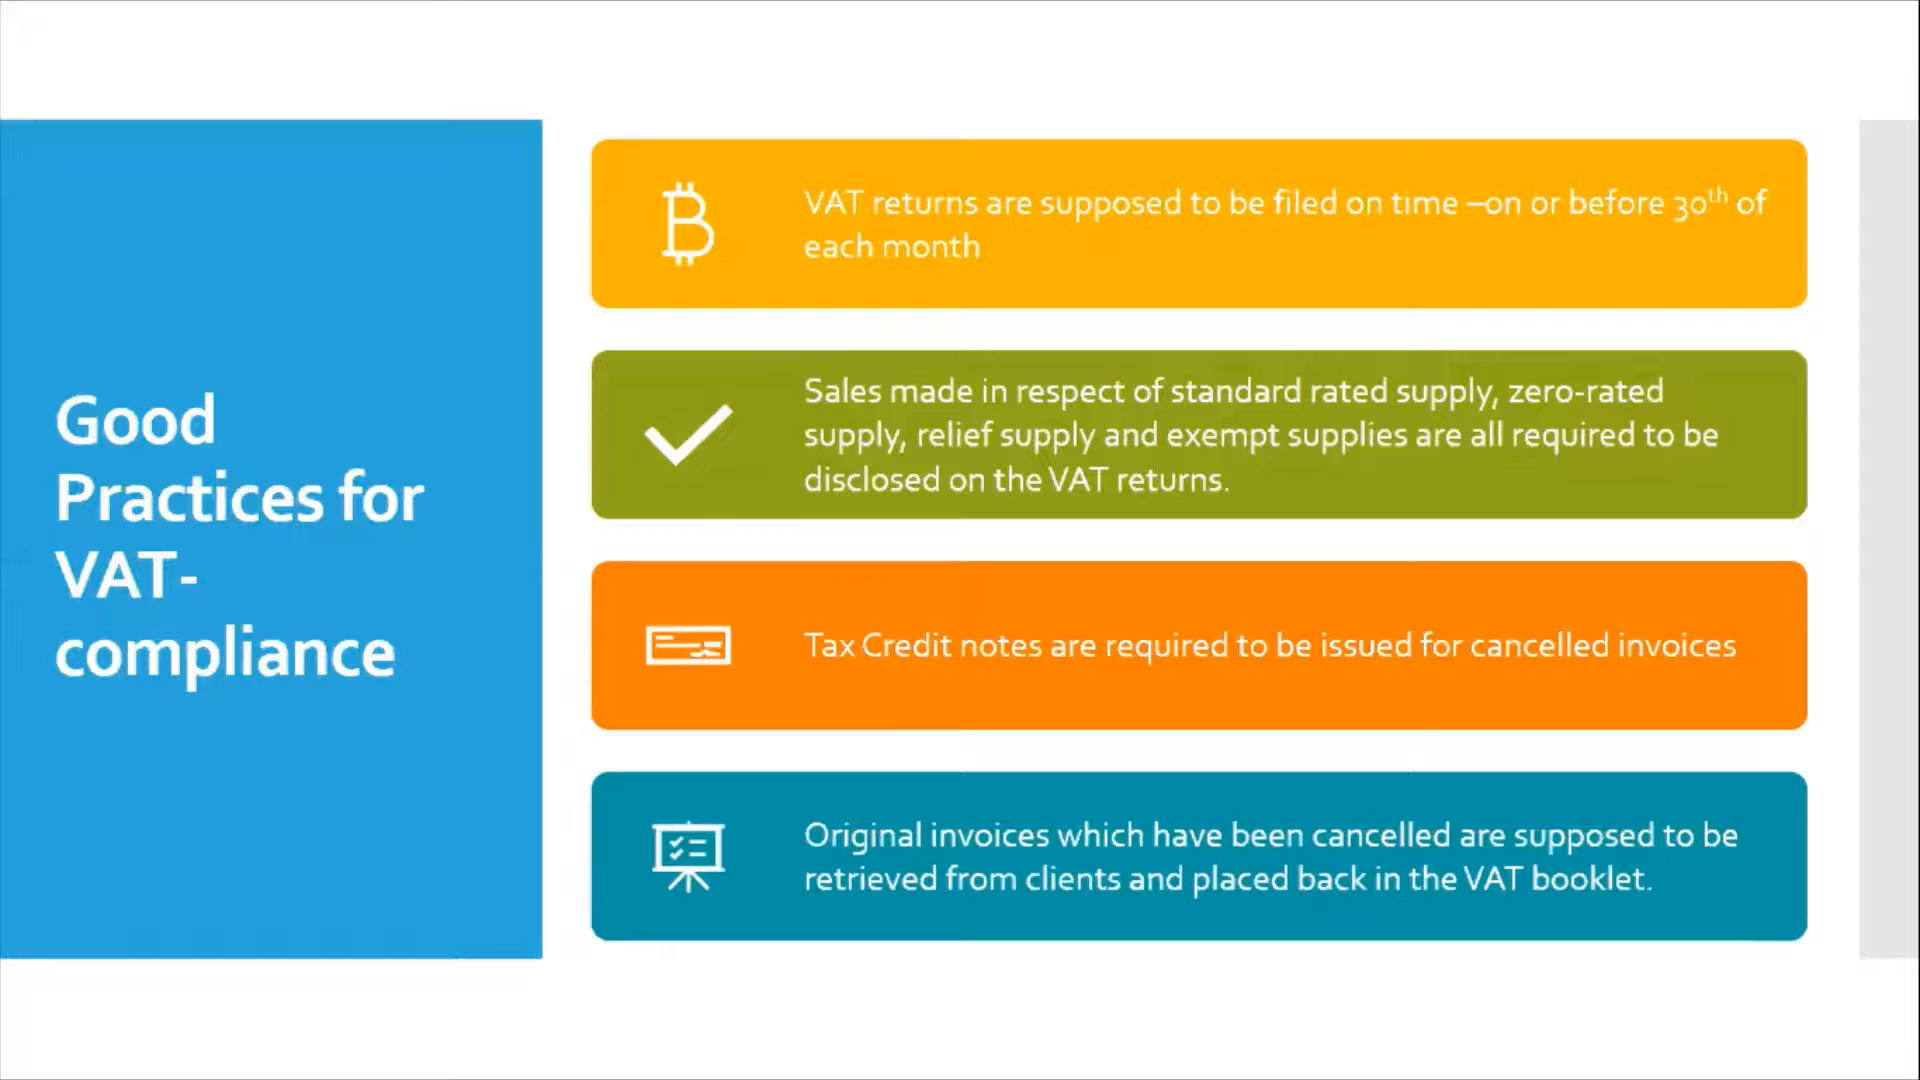 Good
Practices for
VAT-
compliance
VAT returns are supposed to be filed on time –on or before 30th of
each month
Sales made in respect of standard rated supply, zero-rated
supply, relief supply and exempt supplies are all required to be
disclosed on the VAT returns.
Tax Credit notes are required to be issued for cancelled invoices
Original invoices which have been cancelled are supposed to be
retrieved from clients and placed back in the VAT booklet.